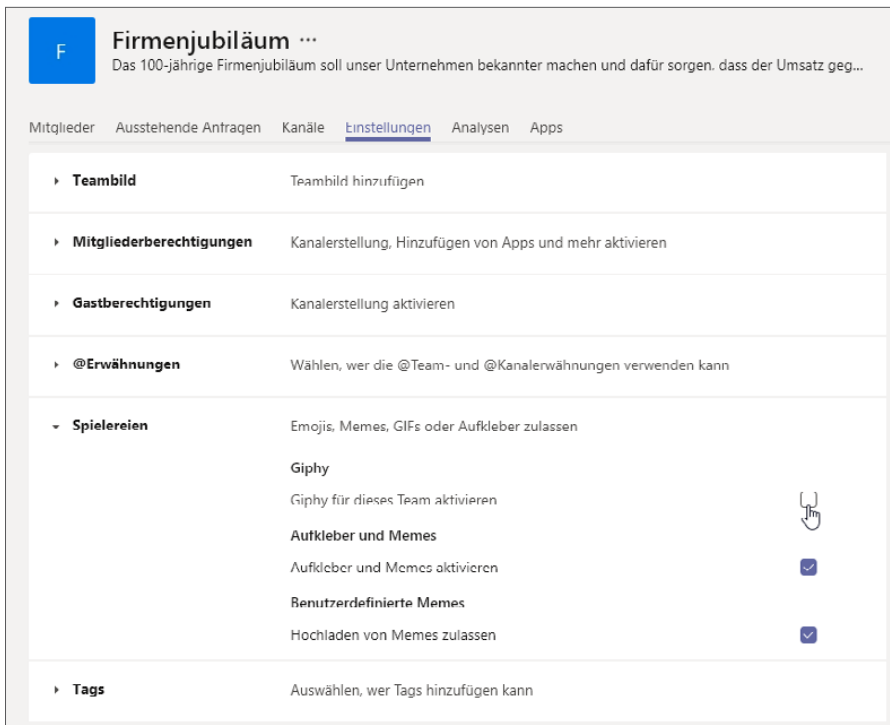 F
Firmenjubiläum ...
Das 100-jährige Firmenjubiläum soll unser Unternehmen bekannter machen und dafür sorgen. dass der Umsatz geg...
Mitglieder Ausstehende Anfragen Kanäle Einstellungen Analysen Apps
Teambild Teambild hinzufügen
Mitgliederberechtigungen Kanalerstellung, Hinzufügen von Apps und mehr aktivieren
Gastberechtigungen Kanalerstellung aktivieren
@Erwähnungen Wählen, wer die @Team- und @Kanalerwähnungen verwenden kann
Spielereien Emojis, Memes, GIFs oder Aufkleber zulassen
Giphy
Giphy für dieses Team aktivieren
Aufkleber und Memes
Aufkleber und Memes aktivieren
Benutzerdefinierte Memes
Hochladen von Memes zulassen
Tags Auswählen, wer Tags hinzufügen kann